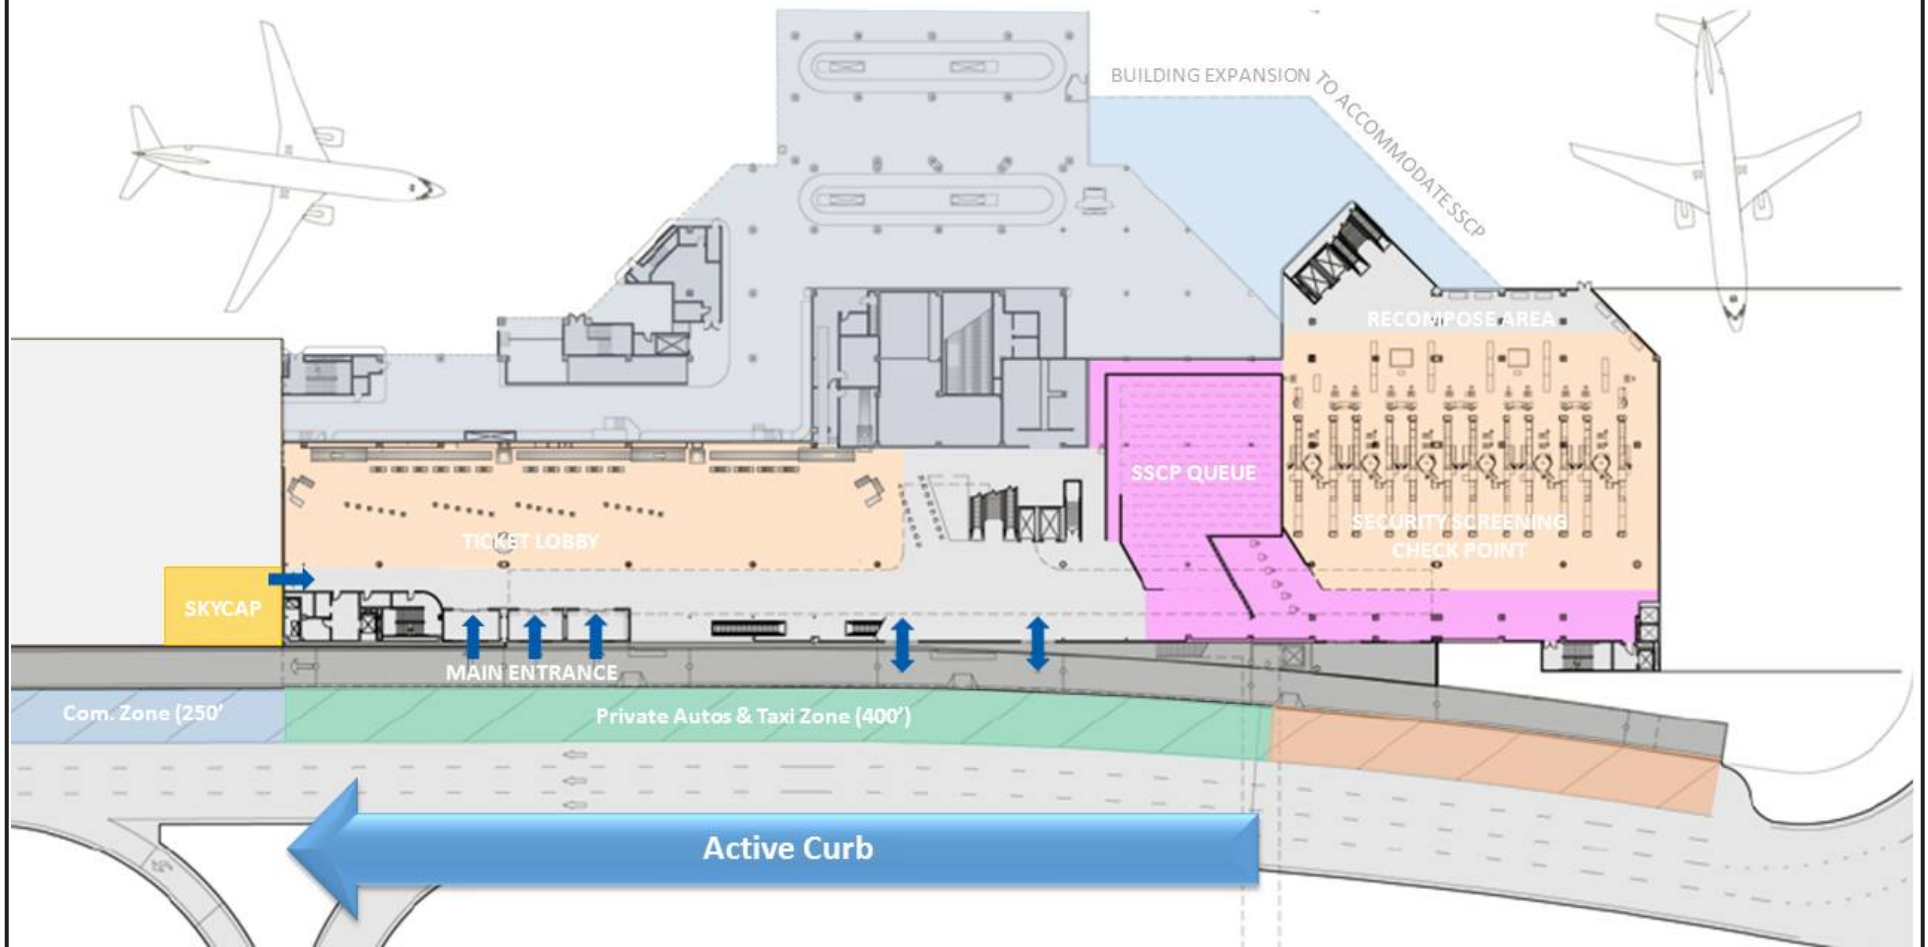 BUILDING EXPANSION TO ACCOMMODATE SSCP
RECOMPOSE AREA
SSCP QUEUE
SECURITY SCREENING
CHECK POINT
TICKET LOBBY
SKYCAP
MAIN ENTRANCE
Com. Zone (250'
Private Autos & Taxi Zone (400')
Active Curb